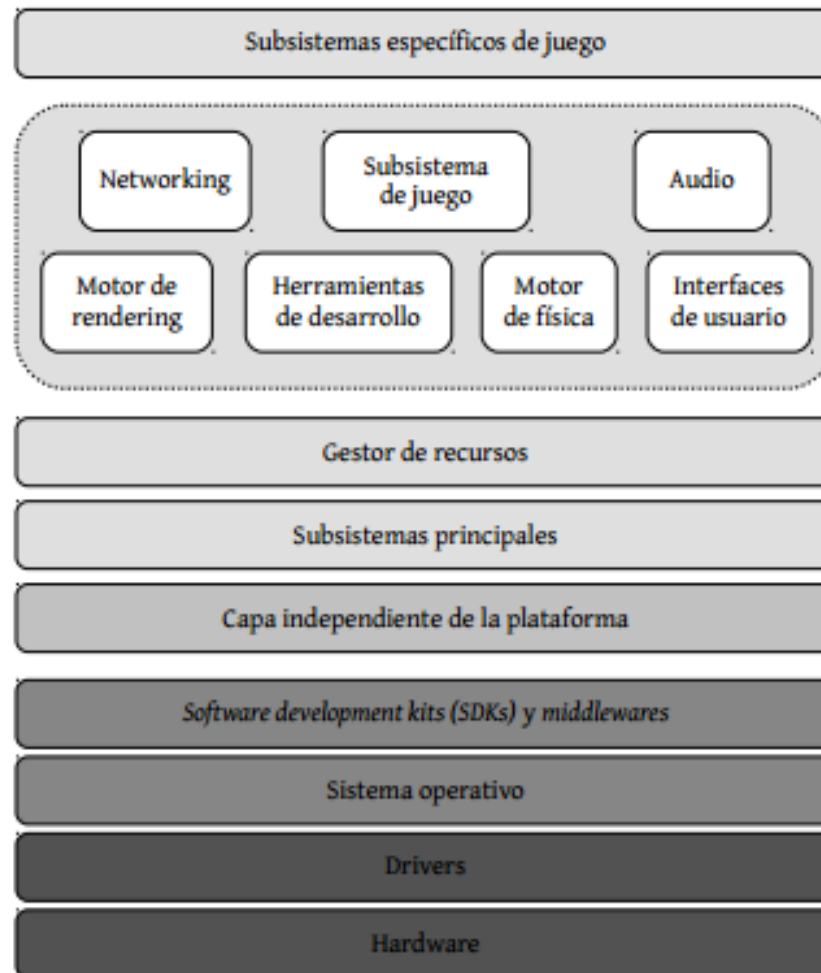 Subsistemas específicos de juego
Networking
Subsistema
de juego
Audio
Motor de
rendering
Herramientas
de desarrollo
Motor
de física
Interfaces
de usuario
Gestor de recursos
Subsistemas principales
Capa independiente de la plataforma
Software development kits (SDKs) y middlewares
Sistema operativo
Drivers
Hardware